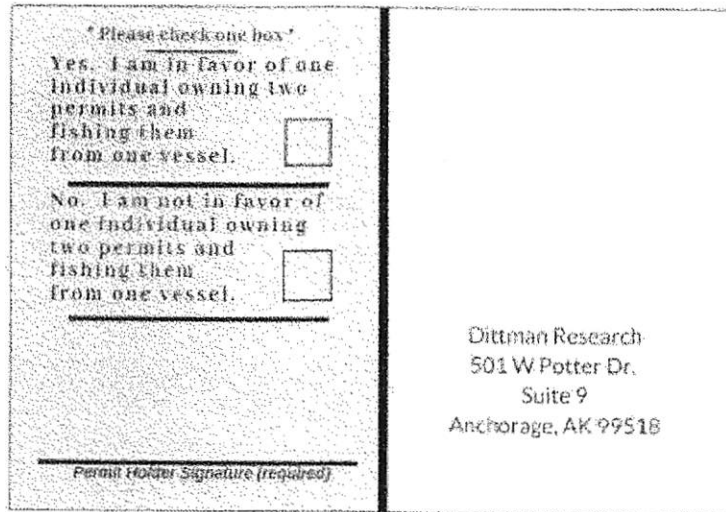 * Please check one box *
Yes. I am in favor of one
individual owning two
permits and
fishing them
from one vessel.
No. I am not in favor of
one individual owning
two permits and
fishing them
from one vessel.
Permit Holder Signature (required)
Dittman Research
501 W Potter Dr.
Suite 9
Anchorage, AK 99518